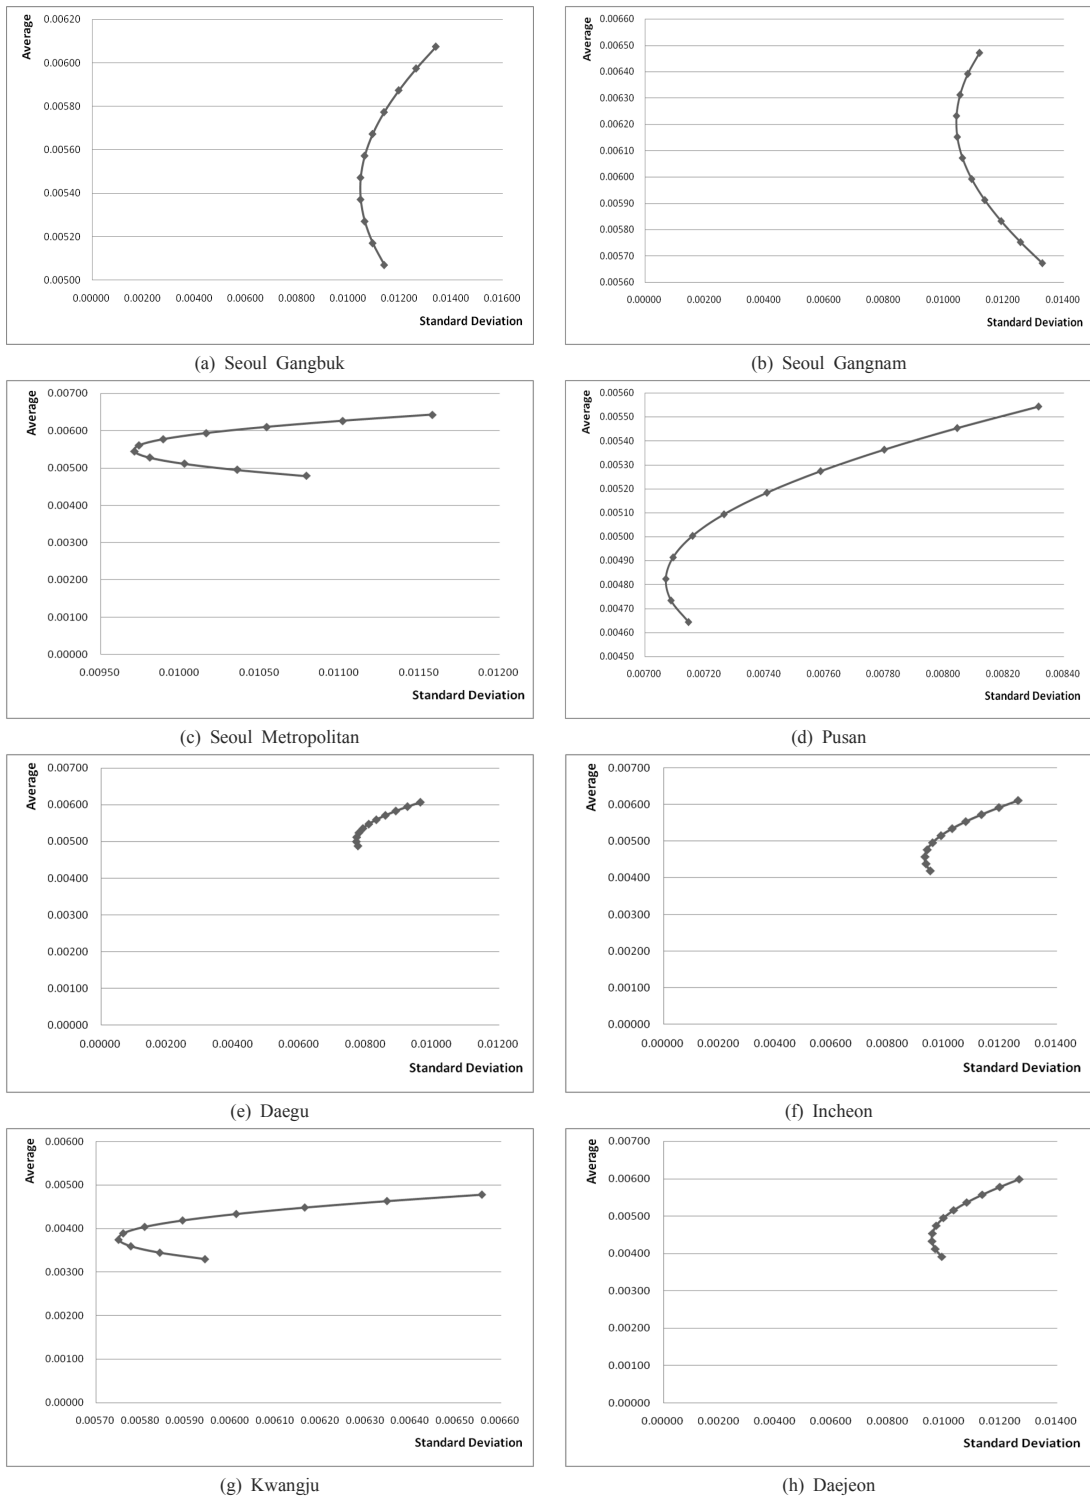 Average
0.00620
0.00600
0.00580
0.00560
0.00540
0.00520
0.00500
0.00000 0.00200 0.00400 0.00600 0.00800 0.01000 0.01200 0.01400 0.01600
Standard Deviation
(a) Seoul Gangbuk
Average
0.00660
0.00650
0.00640
0.00630
0.00620
0.00610
0.00600
0.00590
0.00580
0.00570
0.00560
0.00000 0.00200 0.00400 0.00600 0.00800 0.01000 0.01200 0.01400
Standard Deviation
(b) Seoul Gangnam
Average
0.00700
0.00600
0.00500
0.00400
0.00300
0.00200
0.00100
0.00000
0.00950 0.01000 0.01050 0.01100 0.01150 0.01200
Standard Deviation
(c) Seoul Metropolitan
Average
0.00560
0.00550
0.00540
0.00530
0.00520
0.00510
0.00500
0.00490
0.00480
0.00470
0.00460
0.00450
0.00700 0.00720 0.00740 0.00760 0.00780 0.00800 0.00820 0.00840
Standard Deviation
(d) Pusan
Average
0.00700
0.00600
0.00500
0.00400
0.00300
0.00200
0.00100
0.00000
0.00000 0.00200 0.00400 0.00600 0.00800 0.01000 0.01200
Standard Deviation
(e) Daegu
Average
0.00700
0.00600
0.00500
0.00400
0.00300
0.00200
0.00100
0.00000
0.00000 0.00200 0.00400 0.00600 0.00800 0.01000 0.01200 0.01400
Standard Deviation
(f) Incheon
Average
0.00600
0.00500
0.00400
0.00300
0.00200
0.00100
0.00000
0.00570 0.00580 0.00590 0.00600 0.00610 0.00620 0.00630 0.00640 0.00650 0.00660
Standard Deviation
(g) Kwangju
Average
0.00700
0.00600
0.00500
0.00400
0.00300
0.00200
0.00100
0.00000
0.00000 0.00200 0.00400 0.00600 0.00800 0.01000 0.01200 0.01400
Standard Deviation
(h) Daejeon